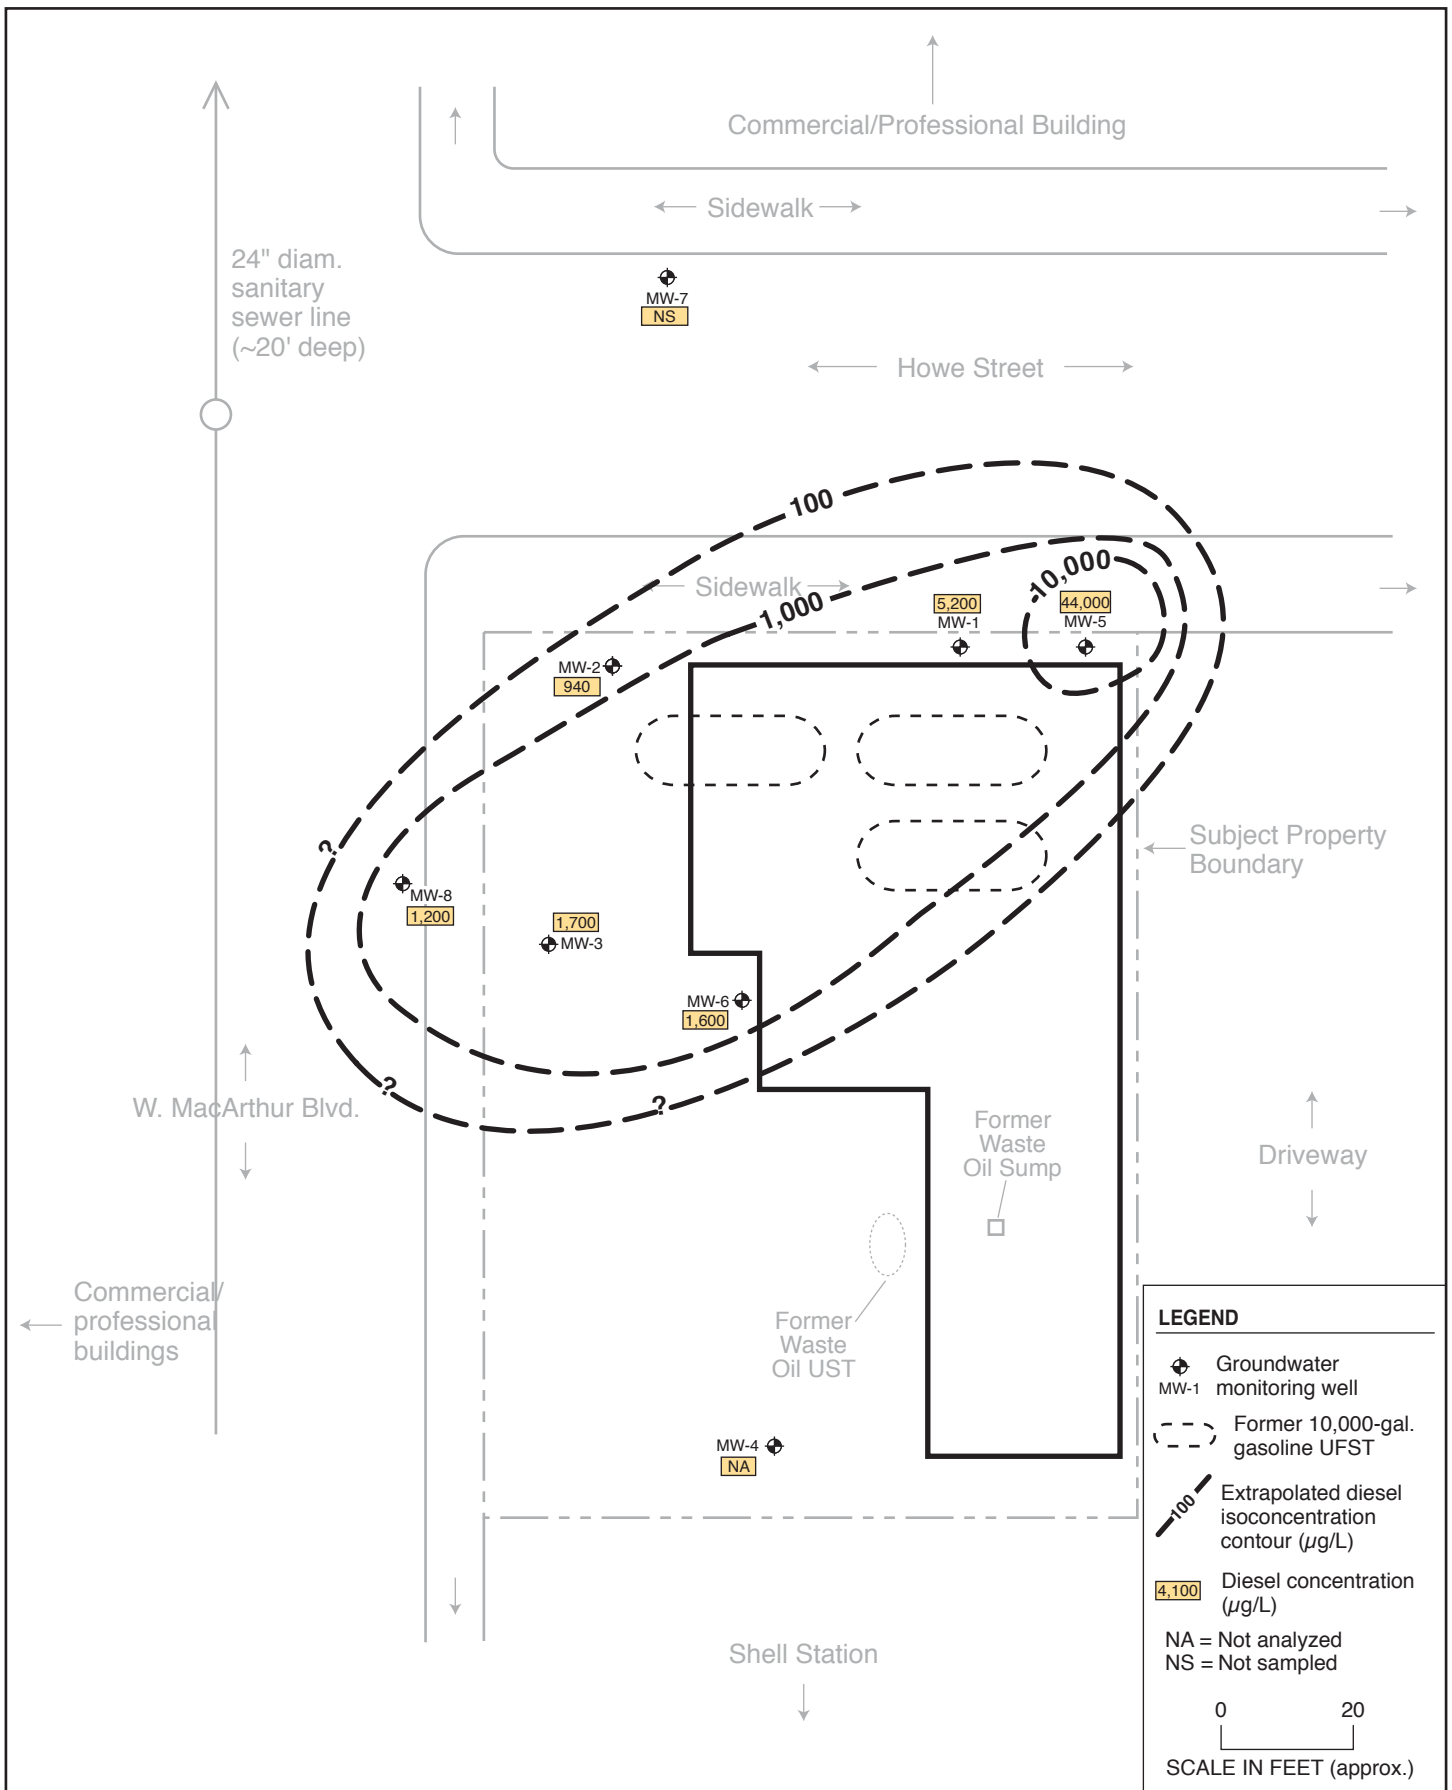 Commercial/Professional Building
Sidewalk
24" diam.
sanitary
sewer line
(~20' deep)
MW-7
NS
Howe Street
100
Sidewalk
1,000
10,000
5,200
MW-1
44,000
MW-5
MW-2
940
?
Subject Property
Boundary
MW-8
1,200
1,700
MW-3
MW-6
1,600
?
?
W. MacArthur Blvd.
Former
Waste
Oil Sump
Driveway
Commercial/
professional
buildings
Former
Waste
Oil UST
MW-4
NA
Shell Station
LEGEND
MW-1
Groundwater
monitoring well
Former 10,000-gal.
gasoline UFST
100
Extrapolated diesel
isoconcentration
contour (µg/L)
4,100
Diesel concentration
(µg/L)
NA = Not analyzed
NS = Not sampled
0 20
SCALE IN FEET (approx.)